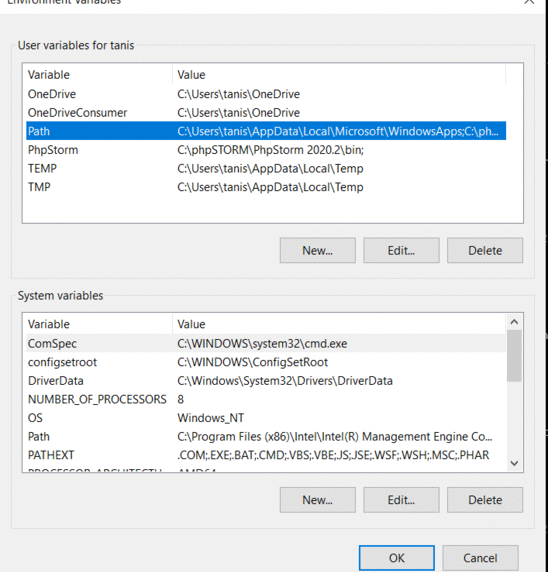 Environment Variables
User variables for tanis
Variable Value
OneDrive C:\Users\tanis\OneDrive
OneDriveConsumer C:\Users\tanis\OneDrive
Path C:\Users\tanis\AppData\Local\Microsoft\WindowsApps;C:\ph...
PhpStorm C:\phpSTORM\PhpStorm 2020.2\bin;
TEMP C:\Users\tanis\AppData\Local\Temp
TMP C:\Users\tanis\AppData\Local\Temp
New... Edit... Delete
System variables
Variable Value
ComSpec C:\WINDOWS\system32\cmd.exe
configsetroot C:\WINDOWS\ConfigSetRoot
DriverData C:\Windows\System32\Drivers\DriverData
NUMBER_OF_PROCESSORS 8
OS Windows_NT
Path C:\Program Files (x86)\Intel\Intel(R) Management Engine Co...
PATHEXT .COM;.EXE;.BAT;.CMD;.VBS;.VBE;.JS;.JSE;.WSF;.WSH;.MSC;.PHAR
PROCESSOR_ARCHITECTU AMD64
New... Edit... Delete
OK Cancel